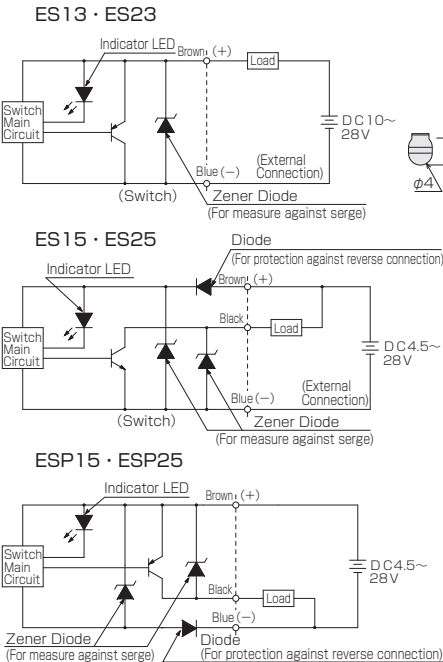 ES13・ES23
Indicator LED
Brown (+)
Load
Switch
Main
Circuit
DC10～
28V
(External
Connection)
Blue (−)
(Switch)
Zener Diode
(For measure against serge)
φ4
ES15・ES25
Diode
(For protection against reverse connection)
Indicator LED
Brown (+)
Black
Load
Switch
Main
Circuit
DC4.5～
28V
(External
Connection)
Blue (−)
(Switch)
Zener Diode
(For measure against serge)
ESP15・ESP25
Indicator LED
Brown (+)
Switch
Main
Circuit
DC4.5～
28V
Black
Load
Blue (−)
Zener Diode
(For measure against serge)
Diode
(For protection against reverse connection)